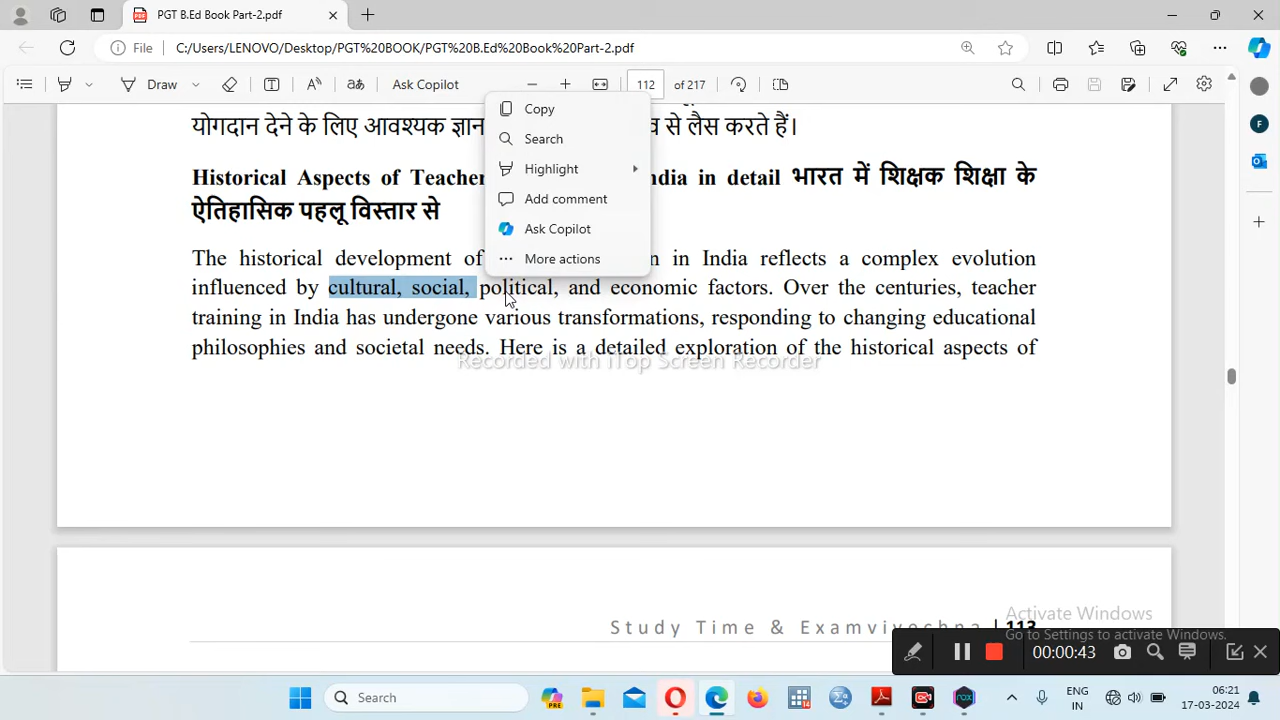 PGT B.Ed Book Part-2.pdf
File C:/Users/LENOVO/Desktop/PGT%20BOOK/PGT%20B.Ed%20Book%20Part-2.pdf
Draw Ask Copilot 112 of 217
Copy
Search
Highlight
Add comment
Ask Copilot
More actions
योगदान देने के लिए आवश्यक से लैस करते हैं।
Historical Aspects of in detail भारत में शिक्षक शिक्षा के
ऐतिहासिक पहलू विस्तार से
The historical development of in India reflects a complex evolution
influenced by cultural, social, political, and economic factors. Over the centuries, teacher
training in India has undergone various transformations, responding to changing educational
philosophies and societal needs. Here is a detailed exploration of the historical aspects of
Recorded with iTop Screen Recorder
Study Time & Examvivechna | 113
Activate Windows
Go to Settings to activate Windows.
00:00:43
Search
PRE
ENG
IN
06:21
17-03-2024